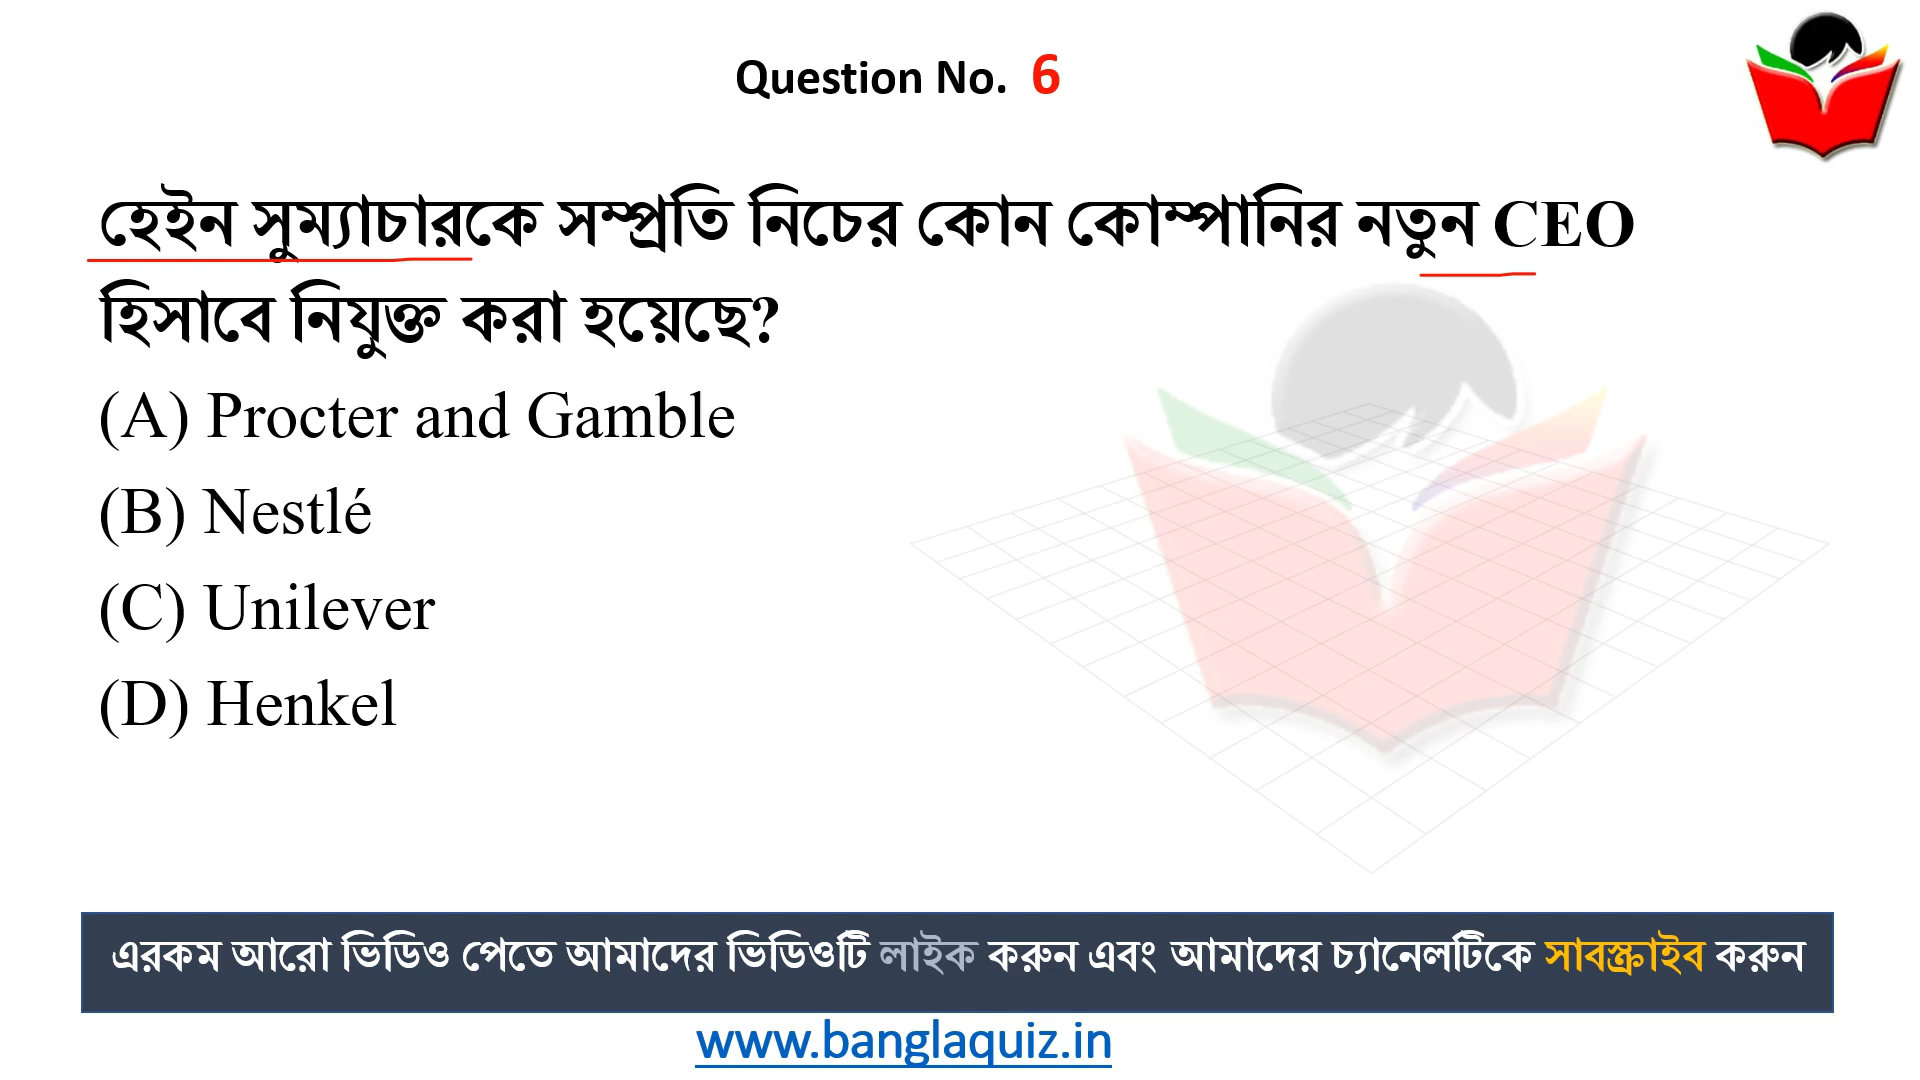 Question No. 6
হেইন সুম্যাচারকে সম্প্রতি নিচের কোন কোম্পানির নতুন CEO
হিসাবে নিযুক্ত করা হয়েছে?
(A) Procter and Gamble
(B) Nestlé
(C) Unilever
(D) Henkel
এরকম আরো ভিডিও পেতে আমাদের ভিডিওটি লাইক করুন এবং আমাদের চ্যানেলটিকে সাবস্ক্রাইব করুন
www.banglaquiz.in